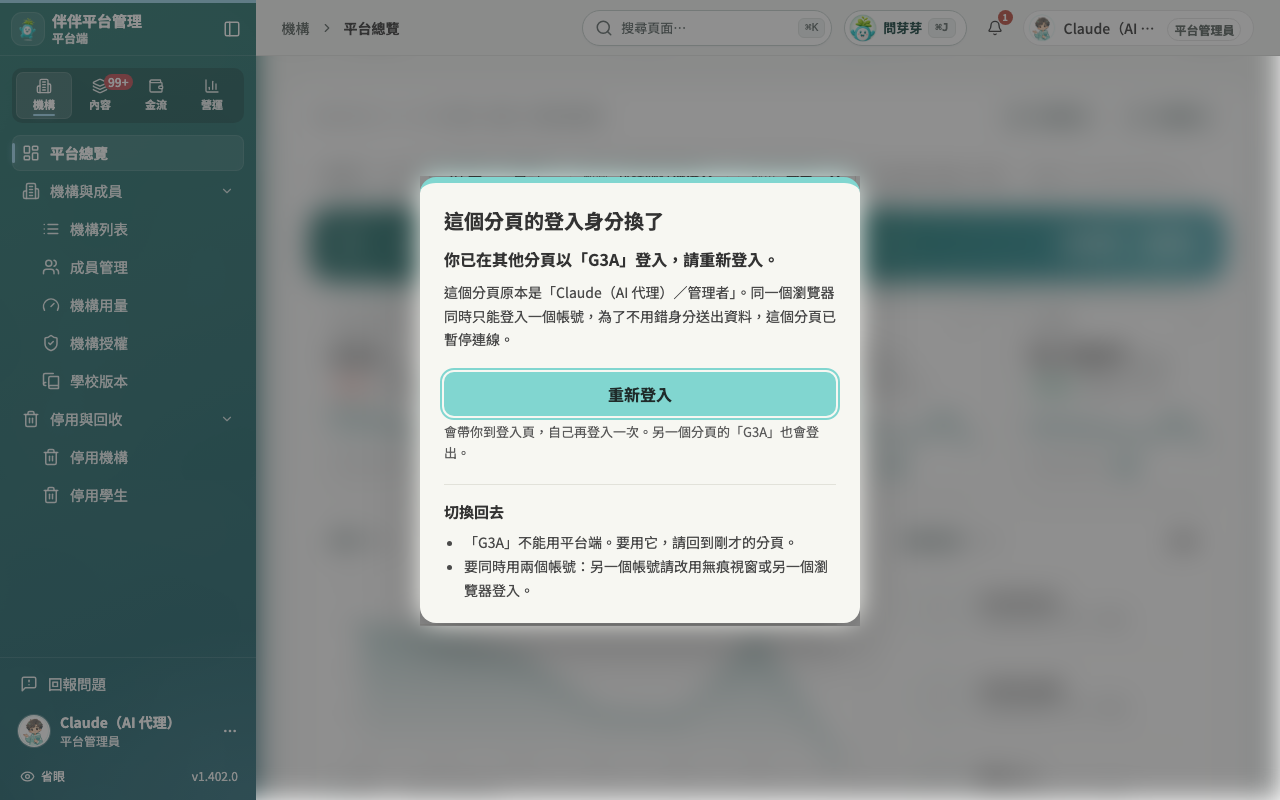 伴伴平台管理
平台端
機構
平台總覽
搜尋頁面…
⌘K
問芽芽
⌘J
1
Claude（AI …
平台管理員
機構
99+
內容
金流
營運
平台總覽
機構與成員
機構列表
成員管理
機構用量
機構授權
學校版本
停用與回收
停用機構
停用學生
回報問題
Claude（AI 代理）
平台管理員
省眼
v1.402.0
這個分頁的登入身分換了
你已在其他分頁以「G3A」登入，請重新登入。
這個分頁原本是「Claude（AI 代理）／管理者」。同一個瀏覽器
同時只能登入一個帳號，為了不用錯身分送出資料，這個分頁已
暫停連線。
重新登入
會帶你到登入頁，自己再登入一次。另一個分頁的「G3A」也會登
出。
切換回去
「G3A」不能用平台端。要用它，請回到剛才的分頁。
要同時用兩個帳號：另一個帳號請改用無痕視窗或另一個瀏
覽器登入。